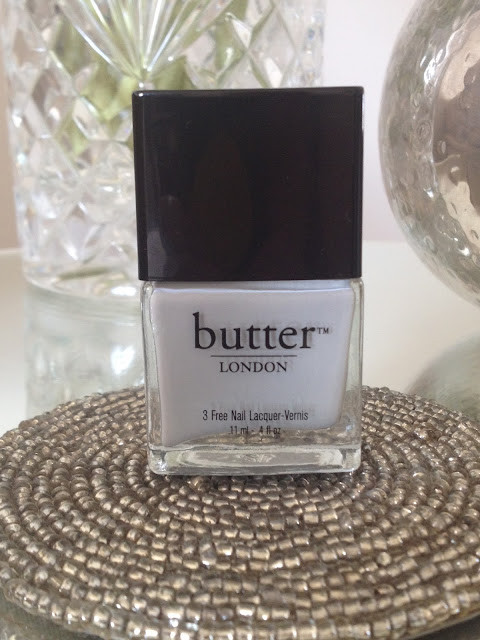 butter™
LONDON
3 Free Nail Lacquer-Vernis
11 ml - .4 fl oz